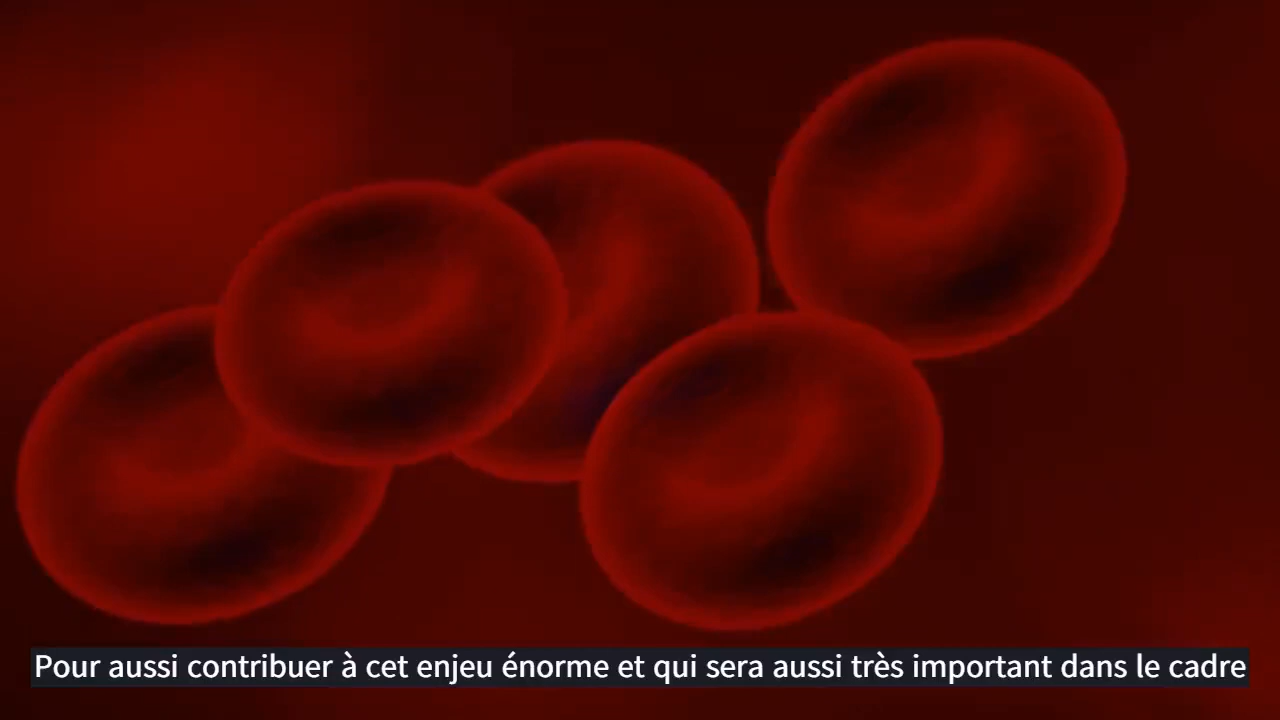 Pour aussi contribuer à cet enjeu énorme et qui sera aussi très important dans le cadre